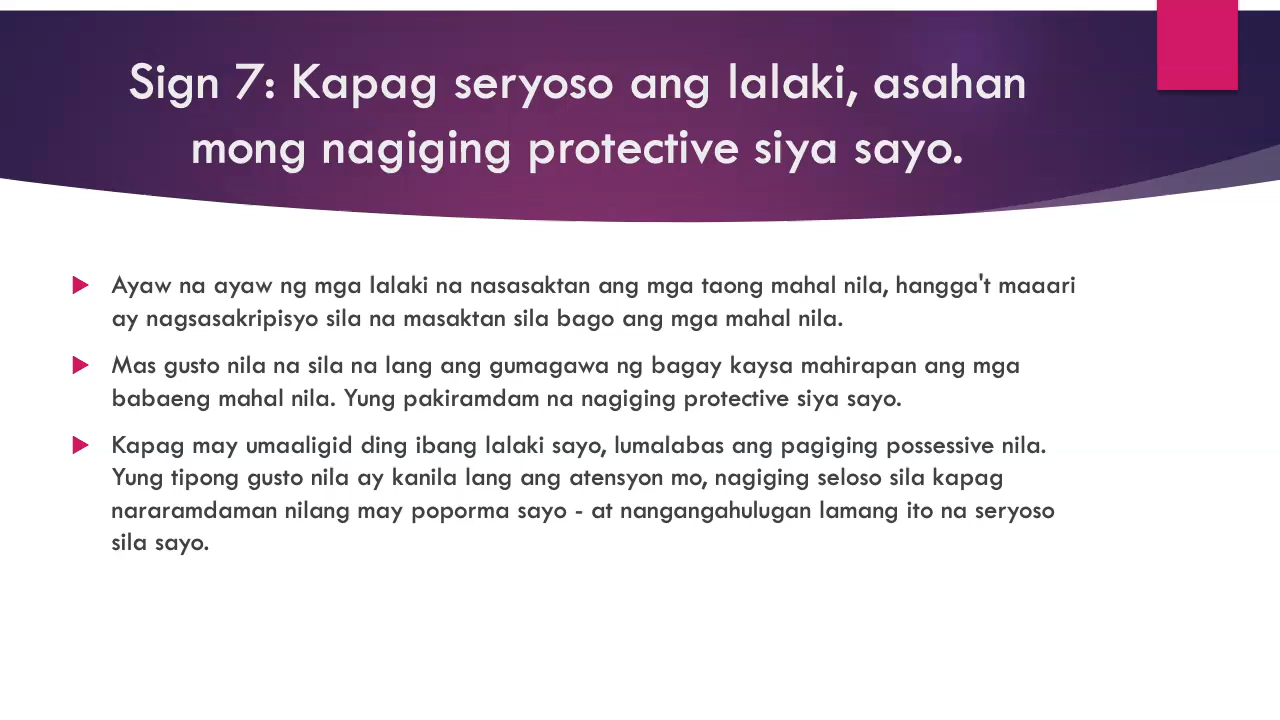 Sign 7: Kapag seryoso ang lalaki, asahan
mong nagiging protective siya sayo.
Ayaw na ayaw ng mga lalaki na nasasaktan ang mga taong mahal nila, hangga't maaari
ay nagsasakripisyo sila na masaktan sila bago ang mga mahal nila.
Mas gusto nila na sila na lang ang gumagawa ng bagay kaysa mahirapan ang mga
babaeng mahal nila. Yung pakiramdam na nagiging protective siya sayo.
Kapag may umaaligid ding ibang lalaki sayo, lumalabas ang pagiging possessive nila.
Yung tipong gusto nila ay kanila lang ang atensyon mo, nagiging seloso sila kapag
nararamdaman nilang may poporma sayo - at nangangahulugan lamang ito na seryoso
sila sayo.